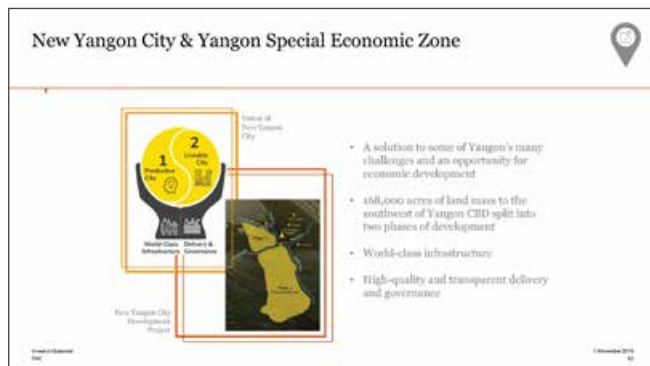 New Yangon City & Yangon Special Economic Zone
Vision of
New Yangon
City
1
Productive
City
2
Liveable
City
World-Class
Infrastructure
Delivery &
Governance
New Yangon City
Development
Project
• A solution to some of Yangon's many
challenges and an opportunity for
economic development
• 168,000 acres of land mass to the
southwest of Yangon CBD split into
two phases of development
• World-class infrastructure
• High-quality and transparent delivery
and governance
PwC